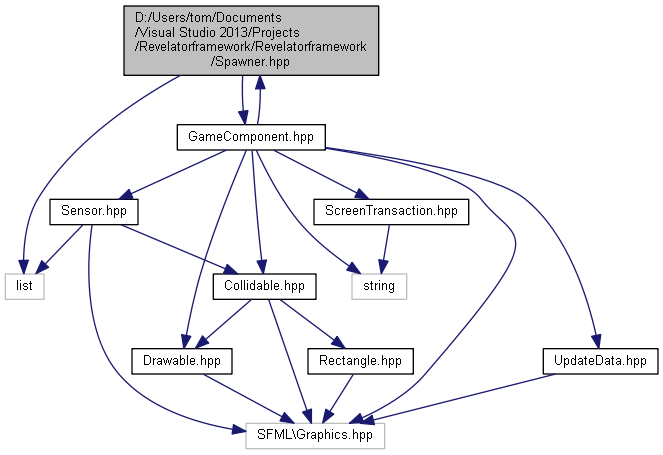 D:/Users/tom/Documents
/Visual Studio 2013/Projects
/Revelatorframework/Revelatorframework
/Spawner.hpp
GameComponent.hpp
Sensor.hpp
ScreenTransaction.hpp
list
Collidable.hpp
string
Drawable.hpp
Rectangle.hpp
UpdateData.hpp
SFML\Graphics.hpp